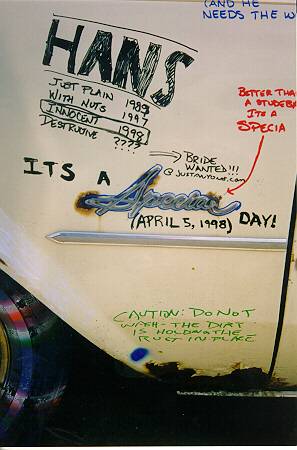 (AND HE
NEEDS THE W
HANS
JUST PLAIN 1989
WITH NUTS 1997
INNOCENT 1998
DESTRUCTIVE ????
BETTER THA
A STUDEBA
ITS A
SPECIA
BRIDE
WANTED!!!
ITS A Special DAY!
(APRIL 5, 1998)
CAUTION: DO NOT
WASH - THE DIRT
IS HOLDING THE
RUST IN PLACE